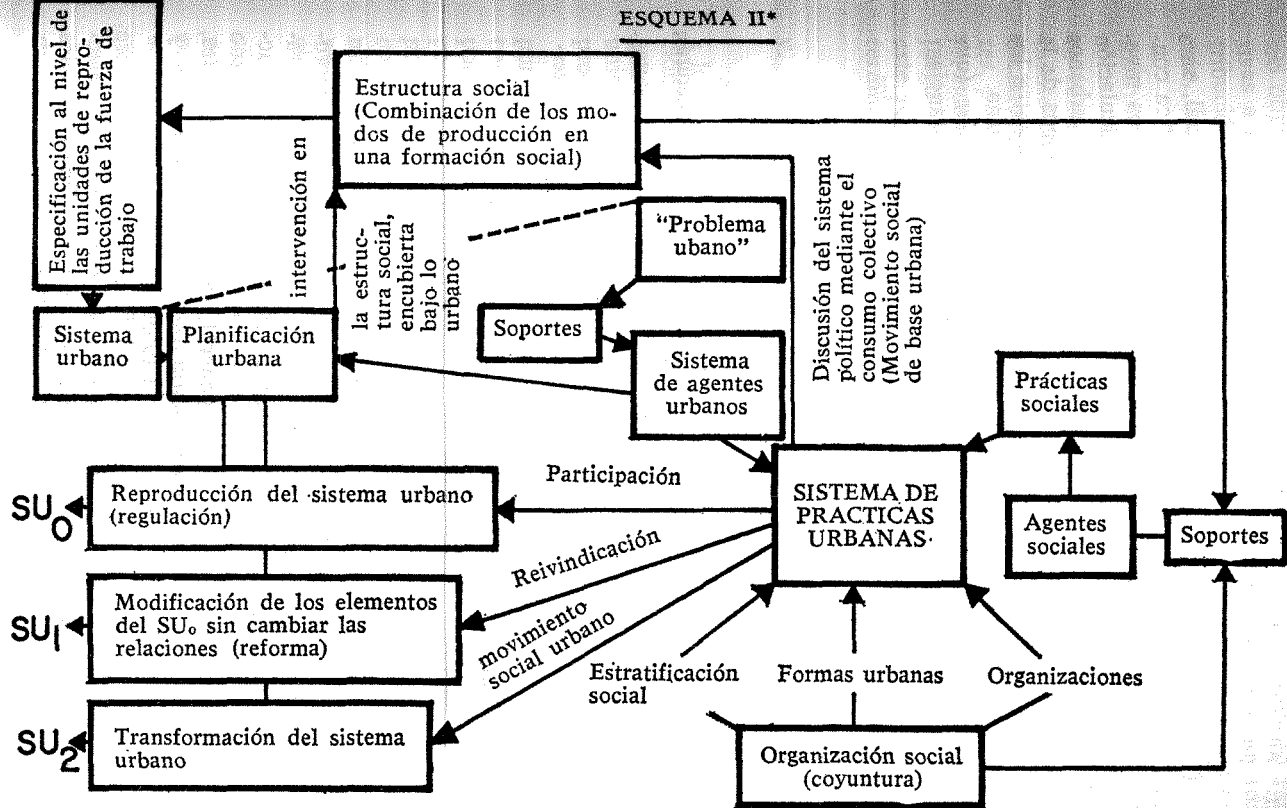 ESQUEMA II*
Especificación al nivel de
las unidades de repro-
ducción de la fuerza de
trabajo
Estructura social
(Combinación de los mo-
dos de producción en
una formación social)
intervención en
la estruc-
tura social,
encubierta
bajo lo
urbano
“Problema
ubano”
Discusión del sistema
político mediante el
consumo colectivo
(Movimiento social
de base urbana)
Sistema
urbano
Planificación
urbana
Soportes
Sistema
de agentes
urbanos
Prácticas
sociales
SU0
Reproducción del sistema urbano
(regulación)
Participación
SISTEMA DE
PRACTICAS
URBANAS
Agentes
sociales
Soportes
Reivindicación
SU1
Modificación de los elementos
del SU₀ sin cambiar las
relaciones (reforma)
movimiento
social urbano
Estratificación
social
Formas urbanas
Organizaciones
SU2
Transformación del sistema
urbano
Organización social
(coyuntura)